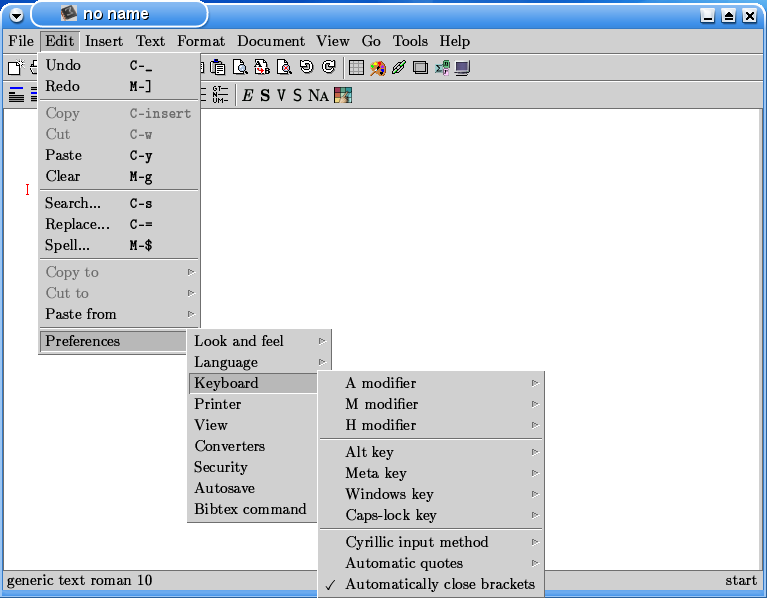 no name
File Edit Insert Text Format Document View Go Tools Help
Undo C-_
Redo M-]
Copy C-insert
Cut C-w
Paste C-y
Clear M-g
Search... C-s
Replace... C-=
Spell... M-$
Copy to
Cut to
Paste from
Preferences
E S V S NA
Look and feel
Language
Keyboard
Printer
View
Converters
Security
Autosave
Bibtex command
A modifier
M modifier
H modifier
Alt key
Meta key
Windows key
Caps-lock key
Cyrillic input method
Automatic quotes
✓ Automatically close brackets
generic text roman 10
start